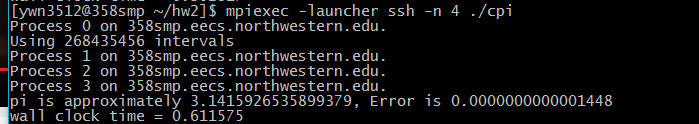 [ywn3512@358smp ~/hw2]$ mpiexec -launcher ssh -n 4 ./cpi
Process 0 on 358smp.eecs.northwestern.edu.
Using 268435456 intervals
Process 1 on 358smp.eecs.northwestern.edu.
Process 2 on 358smp.eecs.northwestern.edu.
Process 3 on 358smp.eecs.northwestern.edu.
pi is approximately 3.1415926535899379, Error is 0.0000000000001448
wall clock time = 0.611575